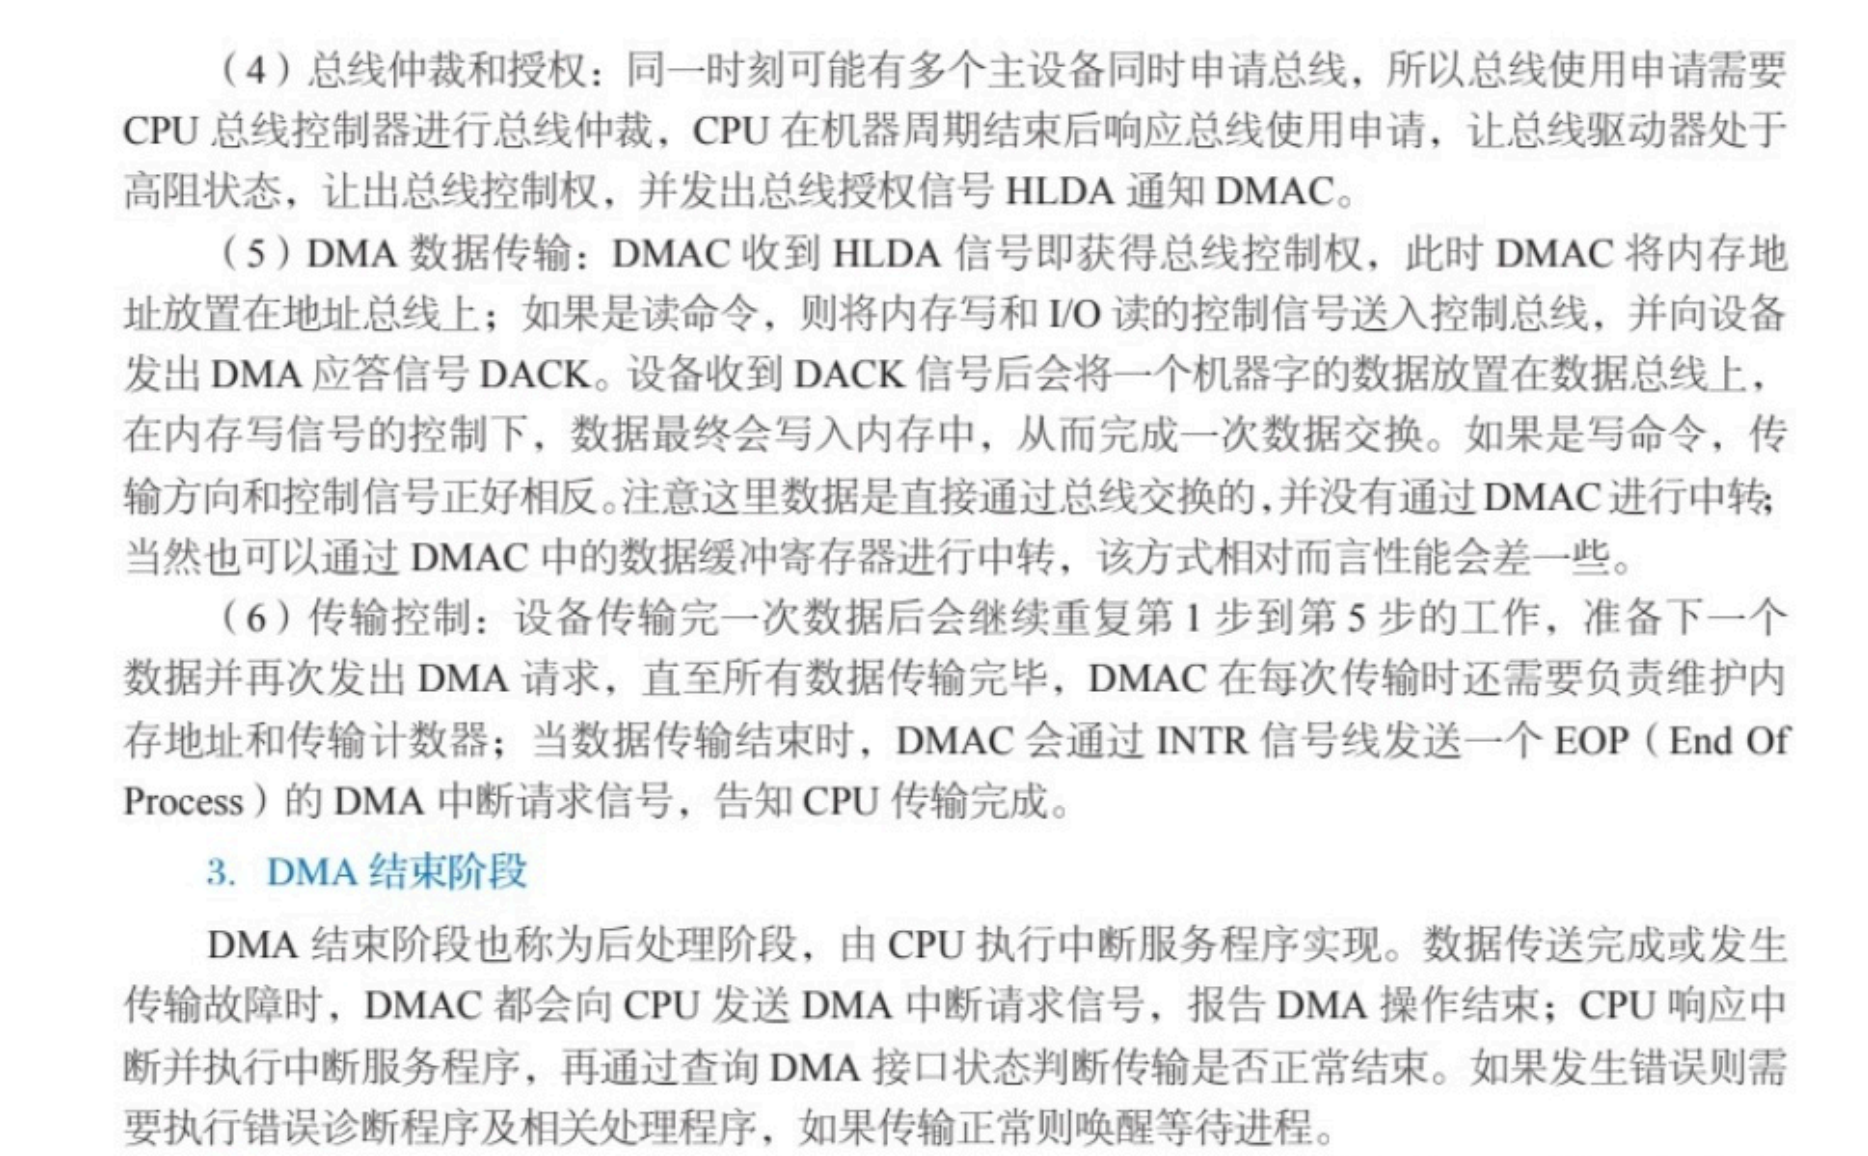 （4）总线仲裁和授权：同一时刻可能有多个主设备同时申请总线，所以总线使用申请需要
CPU 总线控制器进行总线仲裁，CPU 在机器周期结束后响应总线使用申请，让总线驱动器处于
高阻状态，让出总线控制权，并发出总线授权信号 HLDA 通知 DMAC。
（5）DMA 数据传输：DMAC 收到 HLDA 信号即获得总线控制权，此时 DMAC 将内存地
址放置在地址总线上；如果是读命令，则将内存写和 I/O 读的控制信号送入控制总线，并向设备
发出 DMA 应答信号 DACK。设备收到 DACK 信号后会将一个机器字的数据放置在数据总线上，
在内存写信号的控制下，数据最终会写入内存中，从而完成一次数据交换。如果是写命令，传
输方向和控制信号正好相反。注意这里数据是直接通过总线交换的，并没有通过 DMAC 进行中转；
当然也可以通过 DMAC 中的数据缓冲寄存器进行中转，该方式相对而言性能会差一些。
（6）传输控制：设备传输完一次数据后会继续重复第 1 步到第 5 步的工作，准备下一个
数据并再次发出 DMA 请求，直至所有数据传输完毕，DMAC 在每次传输时还需要负责维护内
存地址和传输计数器；当数据传输结束时，DMAC 会通过 INTR 信号线发送一个 EOP（End Of
Process）的 DMA 中断请求信号，告知 CPU 传输完成。
3. DMA 结束阶段
DMA 结束阶段也称为后处理阶段，由 CPU 执行中断服务程序实现。数据传送完成或发生
传输故障时，DMAC 都会向 CPU 发送 DMA 中断请求信号，报告 DMA 操作结束；CPU 响应中
断并执行中断服务程序，再通过查询 DMA 接口状态判断传输是否正常结束。如果发生错误则需
要执行错误诊断程序及相关处理程序，如果传输正常则唤醒等待进程。